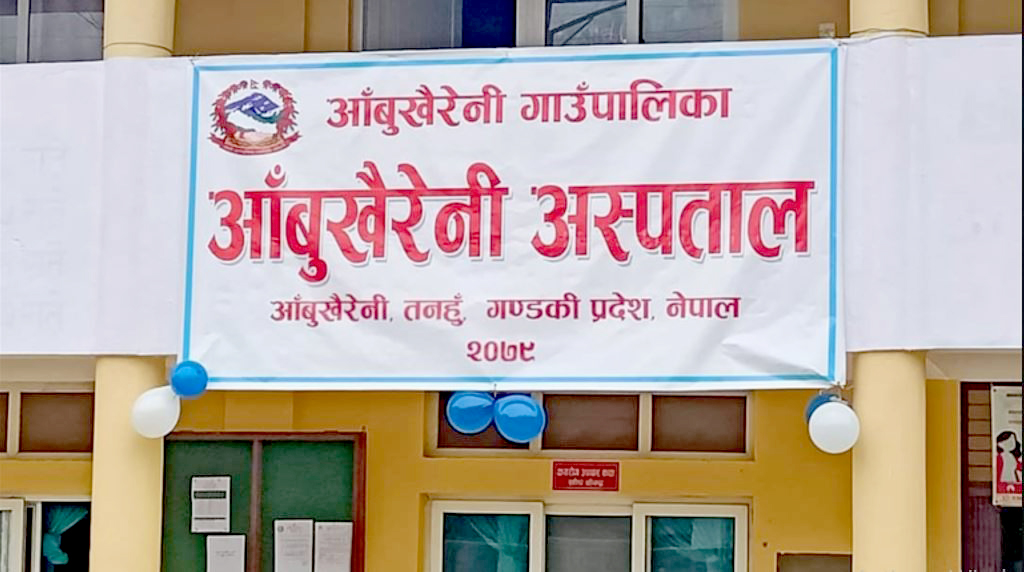 आँबुखैरेनी गाउँपालिका
आँबुखैरेनी अस्पताल
आँबुखैरेनी, तनहुँ, गण्डकी प्रदेश, नेपाल
२०७९